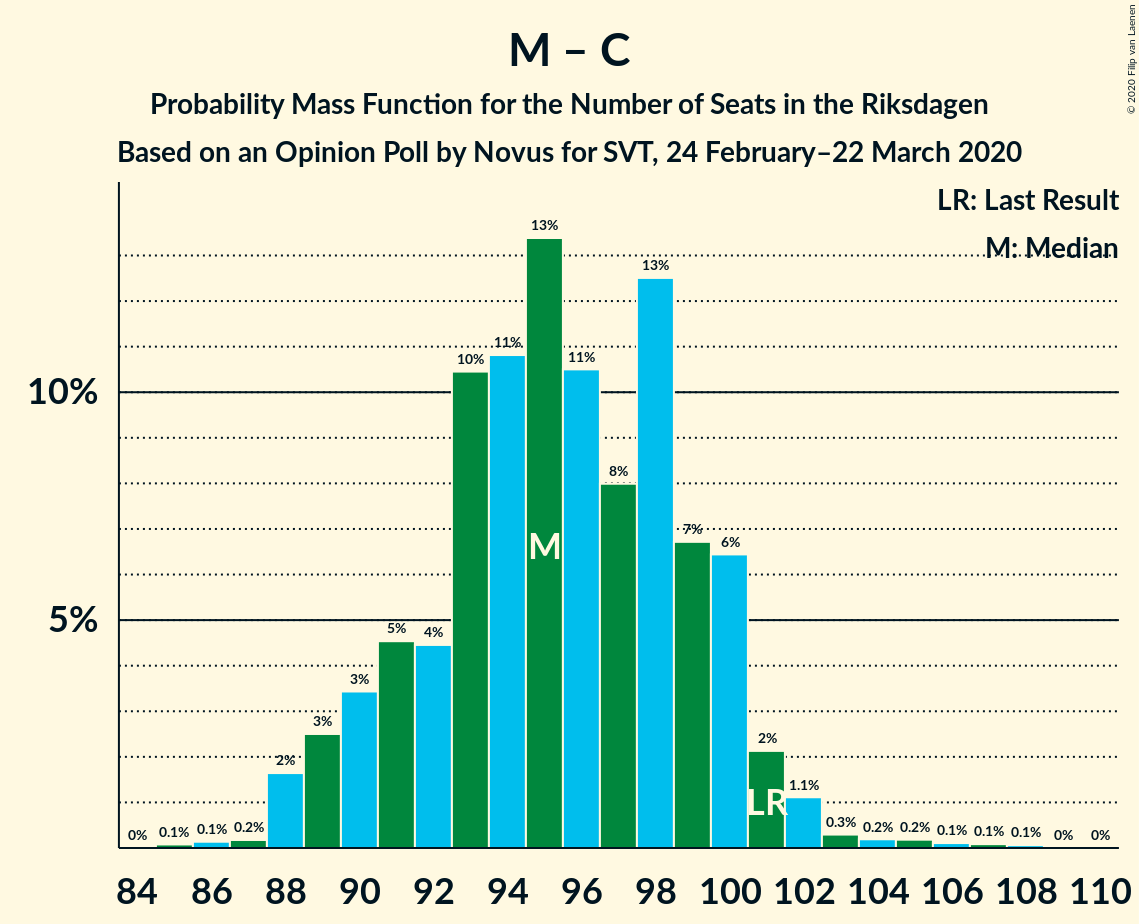 M – C
Probability Mass Function for the Number of Seats in the Riksdagen
Based on an Opinion Poll by Novus for SVT, 24 February–22 March 2020
© 2020 Filip van Laenen
LR: Last Result
M: Median
10%
5%
0% 0.1% 0.1% 0.2% 2% 3% 3% 5% 4% 10% 11% 13% 11% 8% 13% 7% 6% 2% 1.1% 0.3% 0.2% 0.2% 0.1% 0.1% 0.1% 0% 0%
M
LR
84 86 88 90 92 94 96 98 100 102 104 106 108 110